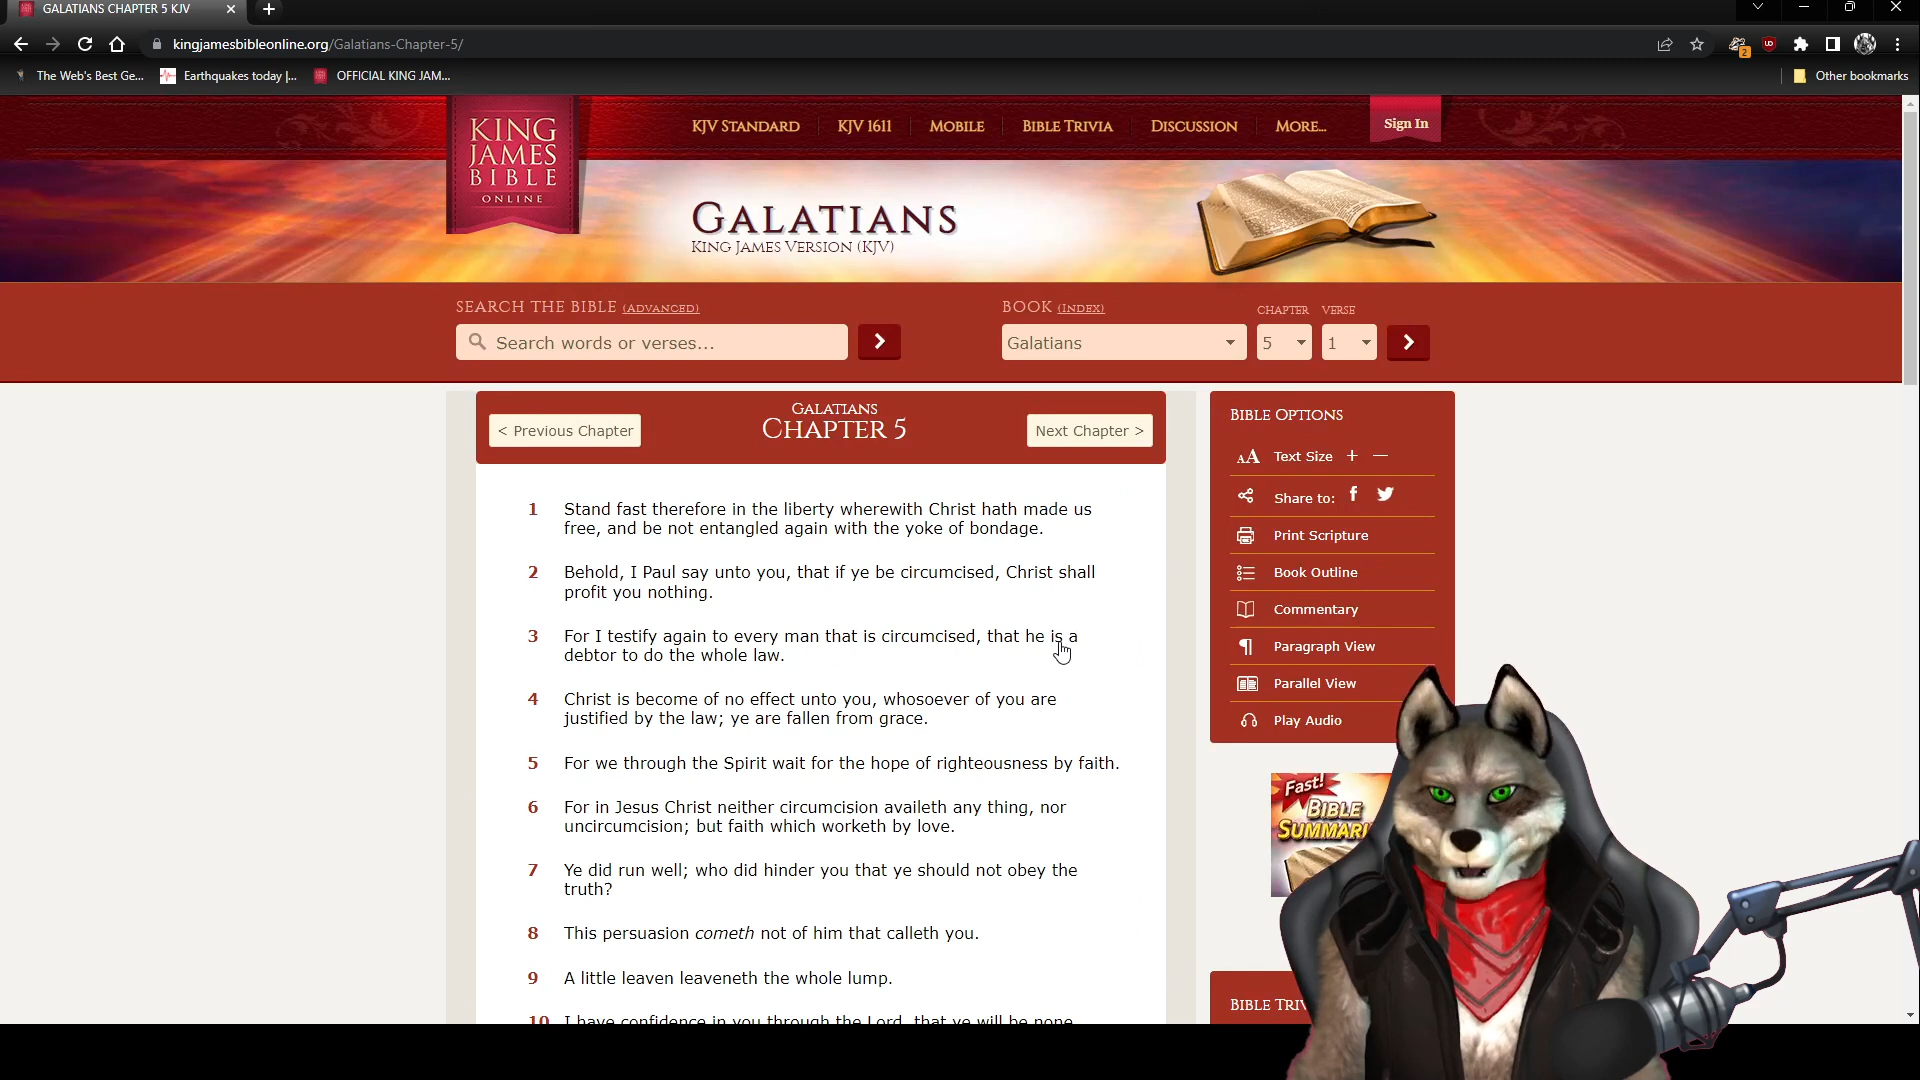 GALATIANS CHAPTER 5 KJV
kingjamesbibleonline.org/Galatians-Chapter-5/
2
The Web's Best Ge...
Earthquakes today |...
OFFICIAL KING JAM...
Other bookmarks
KING
JAMES
BIBLE
ONLINE
KJV STANDARD
KJV 1611
MOBILE
BIBLE TRIVIA
DISCUSSION
MORE...
Sign In
GALATIANS
KING JAMES VERSION (KJV)
SEARCH THE BIBLE (ADVANCED)
BOOK (INDEX)
CHAPTER
VERSE
Search words or verses...
Galatians
5
1
< Previous Chapter
GALATIANS
CHAPTER 5
Next Chapter >
1 Stand fast therefore in the liberty wherewith Christ hath made us
free, and be not entangled again with the yoke of bondage.
2 Behold, I Paul say unto you, that if ye be circumcised, Christ shall
profit you nothing.
3 For I testify again to every man that is circumcised, that he is a
debtor to do the whole law.
4 Christ is become of no effect unto you, whosoever of you are
justified by the law; ye are fallen from grace.
5 For we through the Spirit wait for the hope of righteousness by faith.
6 For in Jesus Christ neither circumcision availeth any thing, nor
uncircumcision; but faith which worketh by love.
7 Ye did run well; who did hinder you that ye should not obey the
truth?
8 This persuasion cometh not of him that calleth you.
9 A little leaven leaveneth the whole lump.
10 I have confidence in you through the Lord, that ye will be none
BIBLE OPTIONS
AA Text Size + —
Share to:
Print Scripture
Book Outline
Commentary
Paragraph View
Parallel View
Play Audio
Fast!
BIBLE
SUMMARI
BIBLE TRIV